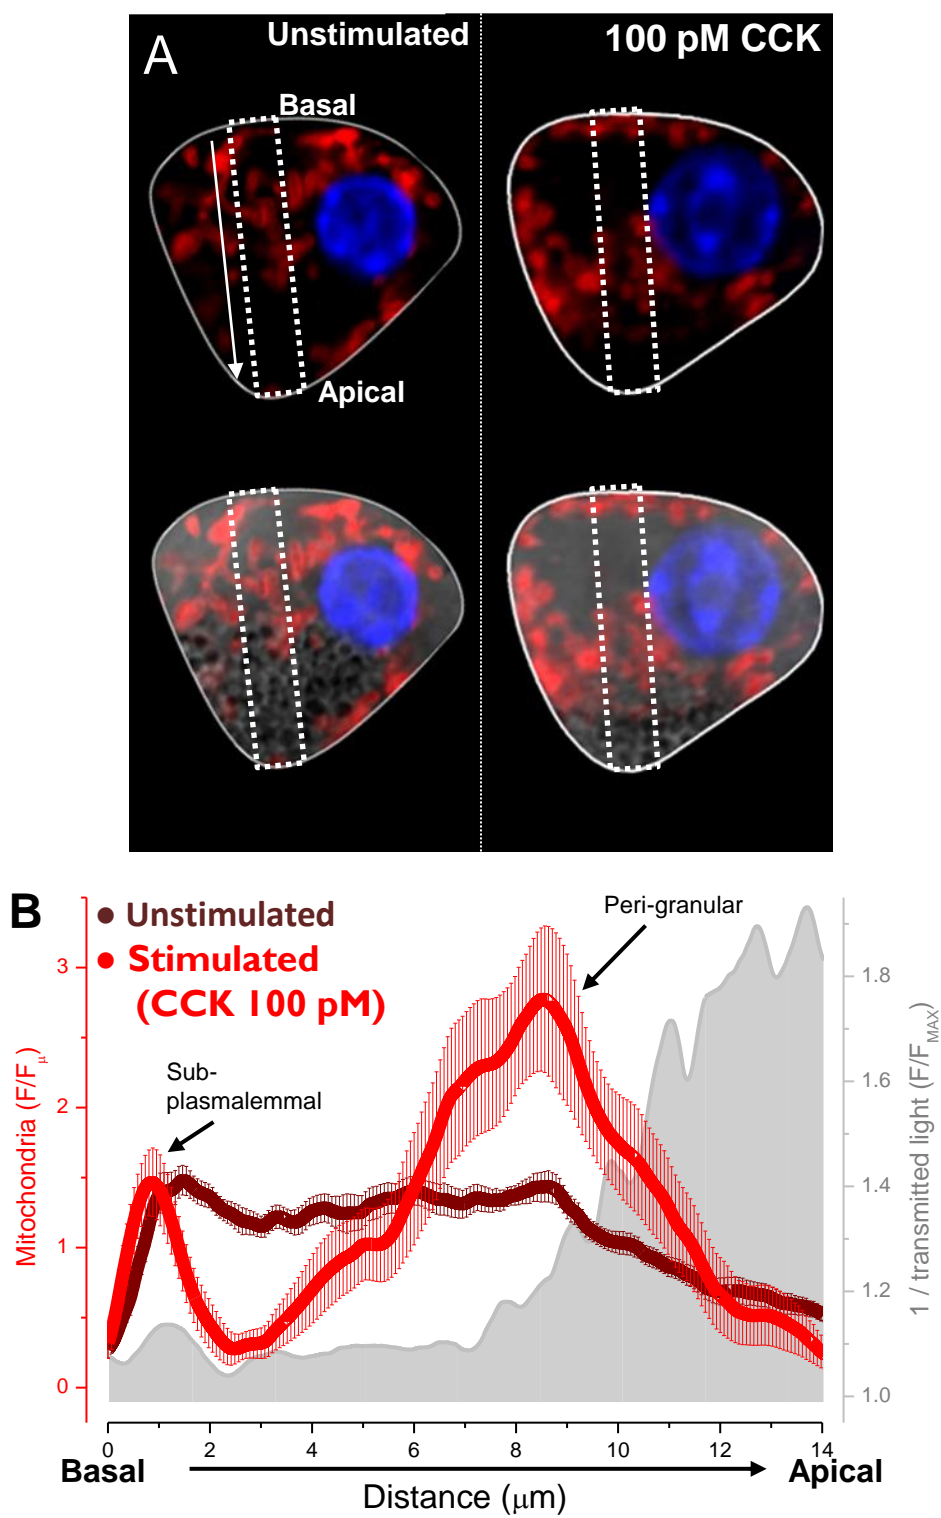 A
Unstimulated
100 pM CCK
Basal
Apical
B
Unstimulated
Stimulated
(CCK 100 pM)
Peri-granular
Sub-
plasmalemmal
Mitochondria (F/Fμ)
3
2
1
0
1 / transmitted light (F/FMAX)
1.8
1.6
1.4
1.2
1.0
0 2 4 6 8 10 12 14
Basal
Apical
Distance (μm)